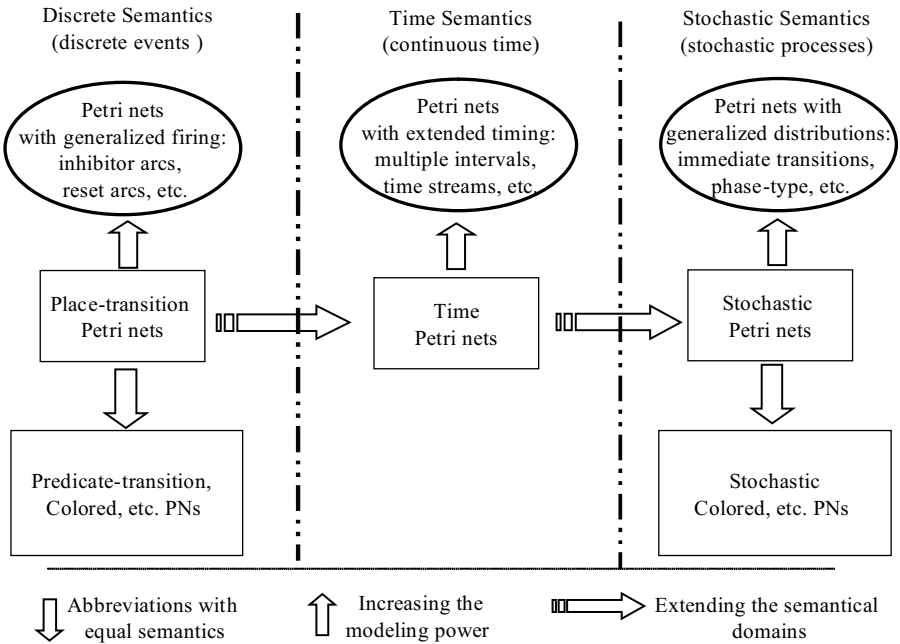 Discrete Semantics
(discrete events )
Time Semantics
(continuous time)
Stochastic Semantics
(stochastic processes)
Petri nets
with generalized firing:
inhibitor arcs,
reset arcs, etc.
Petri nets
with extended timing:
multiple intervals,
time streams, etc.
Petri nets with
generalized distributions:
immediate transitions,
phase-type, etc.
Place-transition
Petri nets
Time
Petri nets
Stochastic
Petri nets
Predicate-transition,
Colored, etc. PNs
Stochastic
Colored, etc. PNs
Abbreviations with
equal semantics
Increasing the
modeling power
Extending the semantical
domains